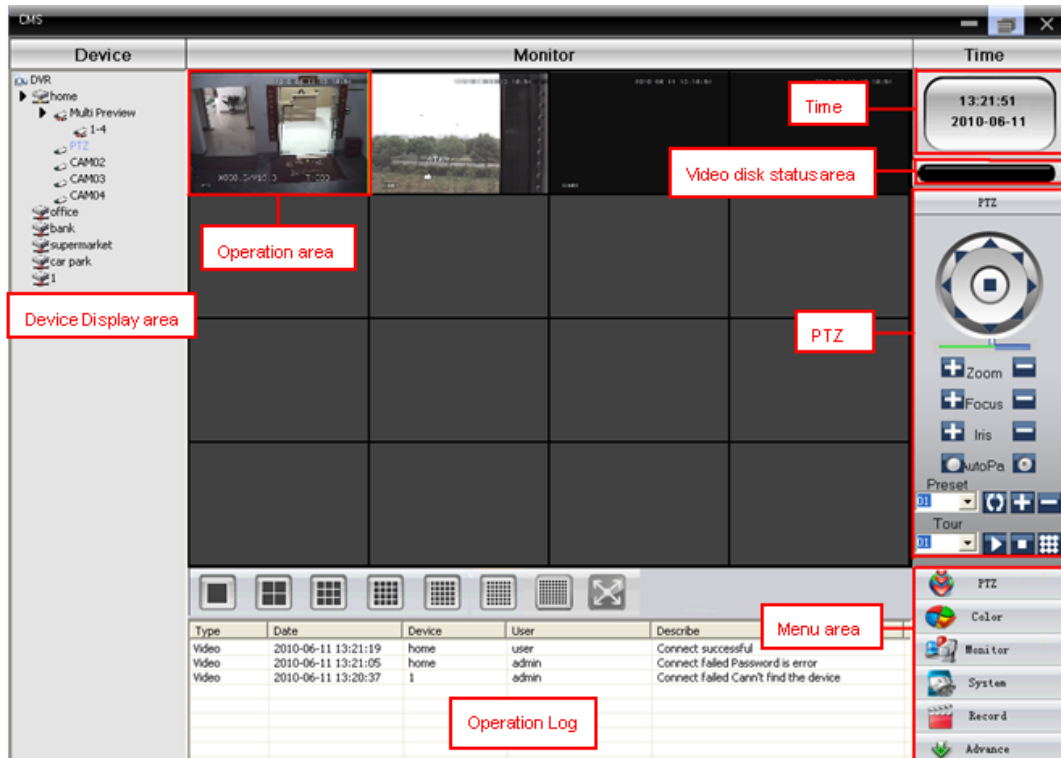 CMS
Device
Monitor
Time
DVR
home
Multi Preview
1-4
PTZ
CAM02
CAM03
CAM04
office
bank
supermarket
car park
1
Device Display area
Operation area
Time
13:21:51
2010-06-11
Video disk status area
PTZ
PTZ
Zoom
Focus
Iris
AutoPa
Preset
01
Tour
01
Menu area
PTZ
Color
Monitor
System
Record
Advance
Type Date Device User Describe
Video 2010-06-11 13:21:19 home user Connect successful
Video 2010-06-11 13:21:05 home admin Connect failed Password is error
Video 2010-06-11 13:20:37 1 admin Connect failed Cann't find the device
Operation Log